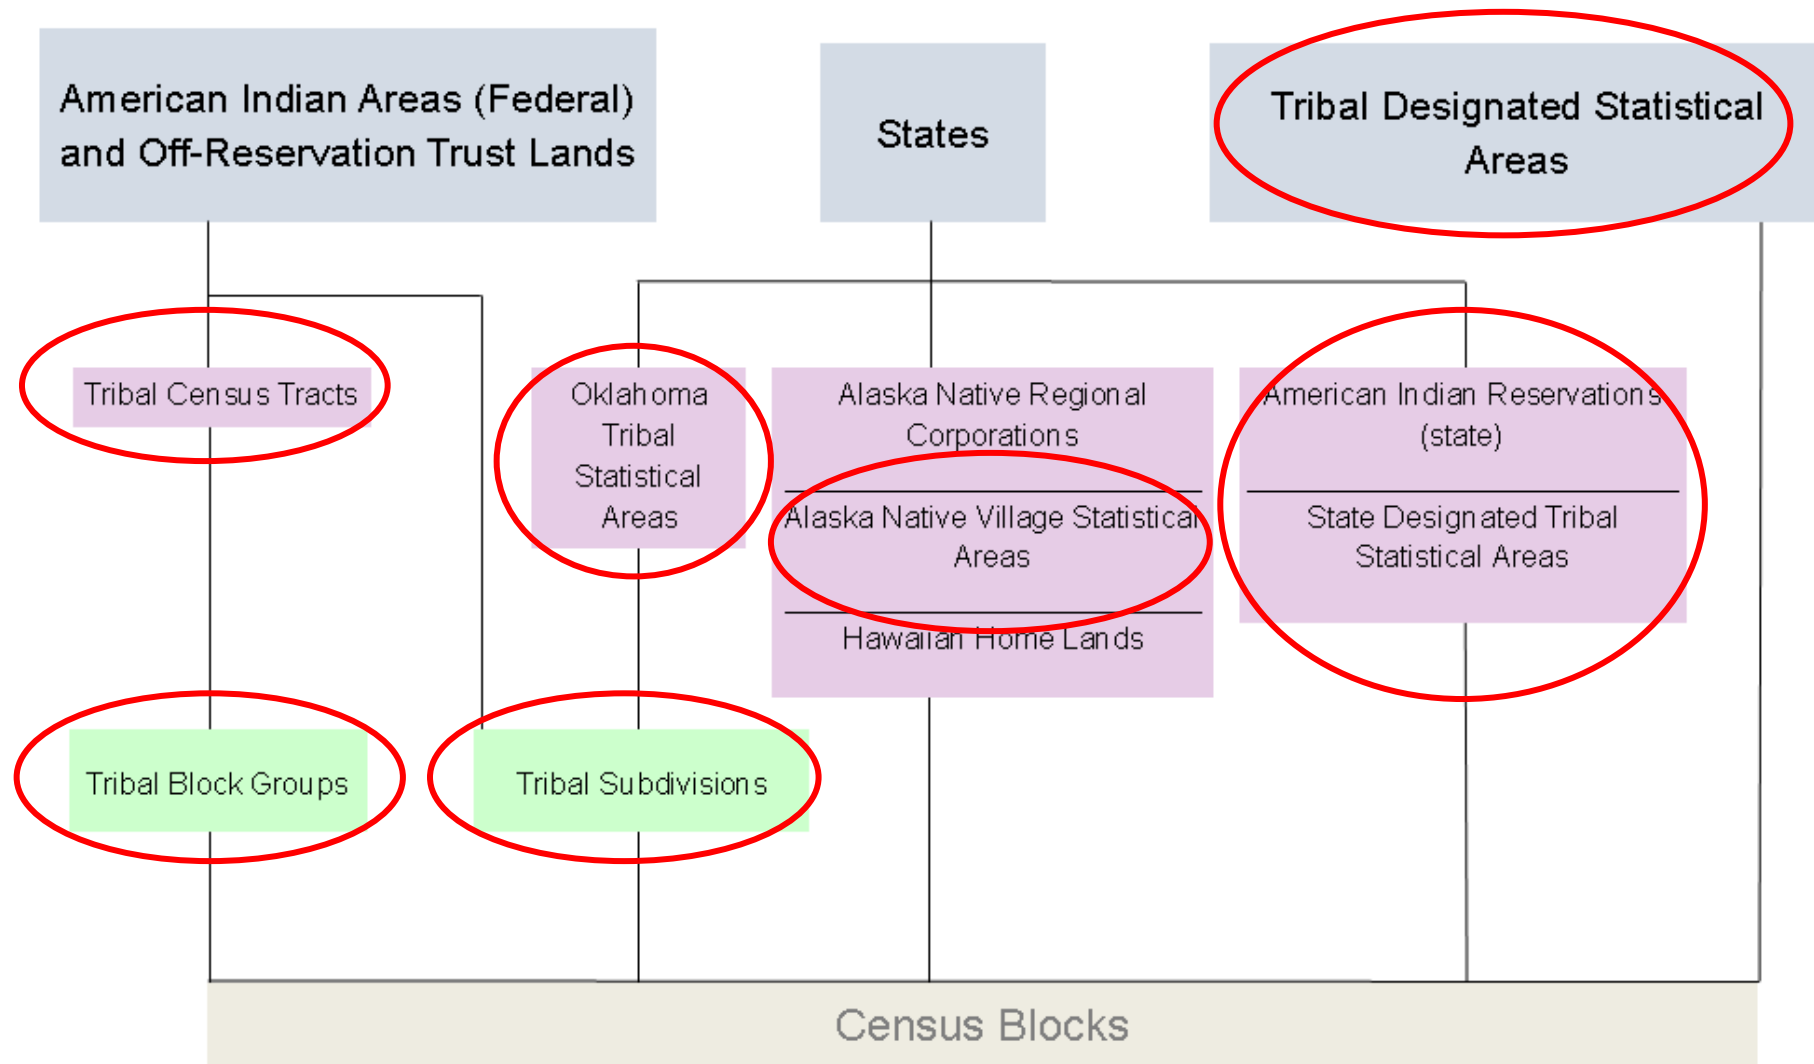 American Indian Areas (Federal)
and Off-Reservation Trust Lands
States
Tribal Designated Statistical
Areas
Tribal Census Tracts
Oklahoma
Tribal
Statistical
Areas
Alaska Native Regional
Corporations
Alaska Native Village Statistical
Areas
Hawaiian Home Lands
American Indian Reservations
(state)
State Designated Tribal
Statistical Areas
Tribal Block Groups
Tribal Subdivisions
Census Blocks